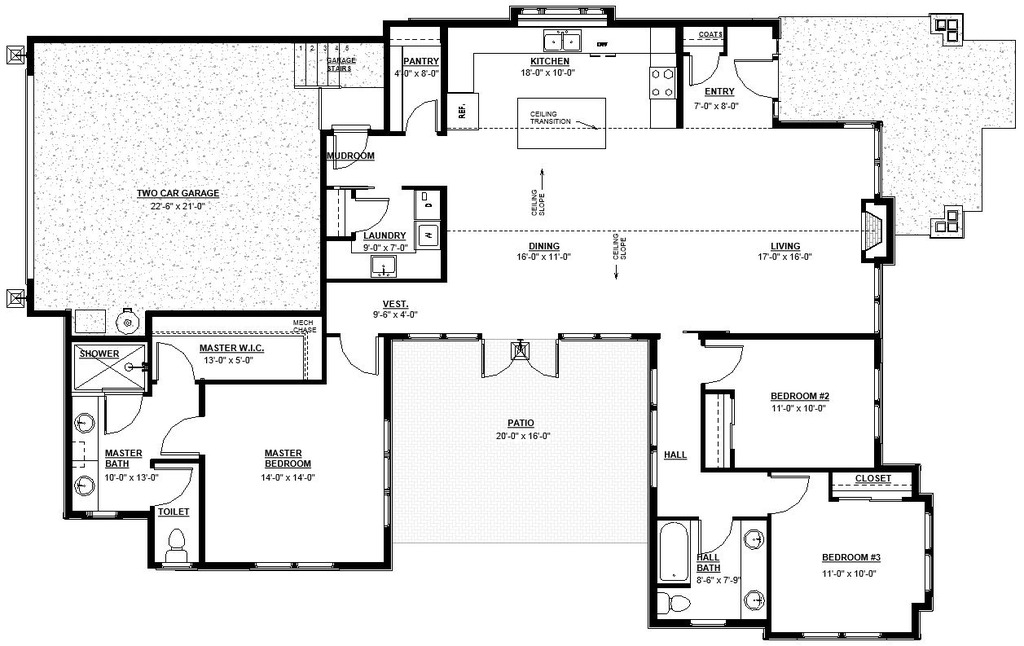 COATS
1 2 3 4 5
GARAGE
STAIRS
PANTRY
4'-0" x 8'-0"
KITCHEN
18'-0" x 10'-0"
DW
REF.
ENTRY
7'-0" x 8'-0"
CEILING
TRANSITION
MUDROOM
TWO CAR GARAGE
22'-6" x 21'-0"
CEILING
SLOPE
LAUNDRY
9'-0" x 7'-0"
D
W
DINING
16'-0" x 11'-0"
CEILING
SLOPE
LIVING
17'-0" x 16'-0"
VEST.
9'-6" x 4'-0"
MECH
CHASE
SHOWER
MASTER W.I.C.
13'-0" x 5'-0"
BEDROOM #2
11'-0" x 10'-0"
PATIO
20'-0" x 16'-0"
MASTER
BATH
10'-0" x 13'-0"
MASTER
BEDROOM
14'-0" x 14'-0"
HALL
CLOSET
TOILET
HALL
BATH
8'-6" x 7'-9"
BEDROOM #3
11'-0" x 10'-0"